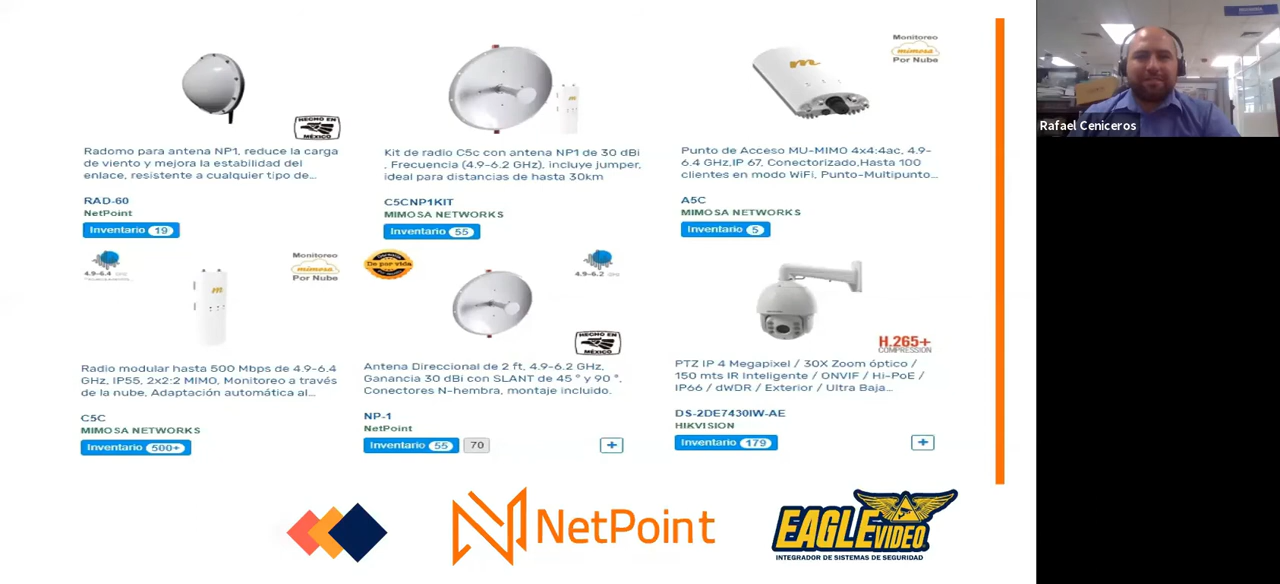 Monitoreo
mimosa
Por Nube
HECHO EN
MÉXICO
Radomo para antena NP1, reduce la carga
de viento y mejora la estabilidad del
enlace, resistente a cualquier tipo de...
RAD-60
NetPoint
Inventario 19
Kit de radio C5c con antena NP1 de 30 dBi
, Frecuencia (4.9-6.2 GHz), incluye jumper,
ideal para distancias de hasta 30km
C5CNP1KIT
MIMOSA NETWORKS
Inventario 55
Punto de Acceso MU-MIMO 4x4:4ac, 4.9-
6.4 GHz,IP 67, Conectorizado,Hasta 100
clientes en modo WiFi, Punto-Multipunto...
A5C
MIMOSA NETWORKS
Inventario 5
Rafael Ceniceros
4.9-6.4 GHz
Monitoreo
mimosa
Por Nube
Radio modular hasta 500 Mbps de 4.9-6.4
GHz, IP55, 2x2:2 MIMO, Monitoreo a través
de la nube, Adaptación automática al...
C5C
MIMOSA NETWORKS
Inventario 500+
De por vida
4.9-6.2 GHz
HECHO EN
MÉXICO
Antena Direccional de 2 ft, 4.9-6.2 GHz,
Ganancia 30 dBi con SLANT de 45 ° y 90 °,
Conectores N-hembra, montaje incluido.
NP-1
NetPoint
Inventario 55 70 +
H.265+
COMPRESSION
PTZ IP 4 Megapixel / 30X Zoom óptico /
150 mts IR Inteligente / ONVIF / Hi-PoE /
IP66 / dWDR / Exterior / Ultra Baja...
DS-2DE7430IW-AE
HIKVISION
Inventario 179 +
NetPoint
EAGLE VIDEO
INTEGRADOR DE SISTEMAS DE SEGURIDAD